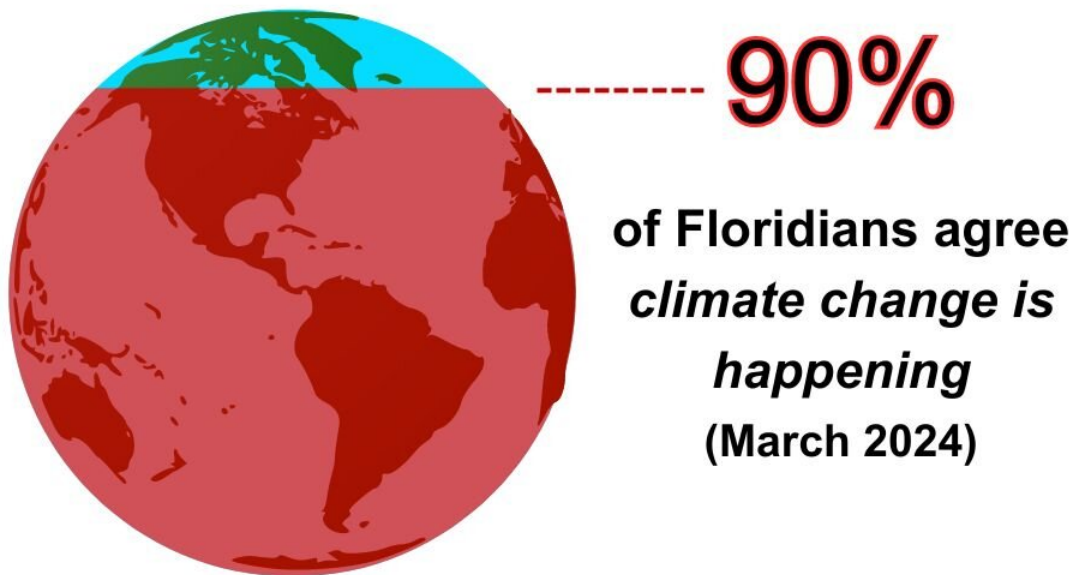 90%
of Floridians agree
climate change is
happening
(March 2024)